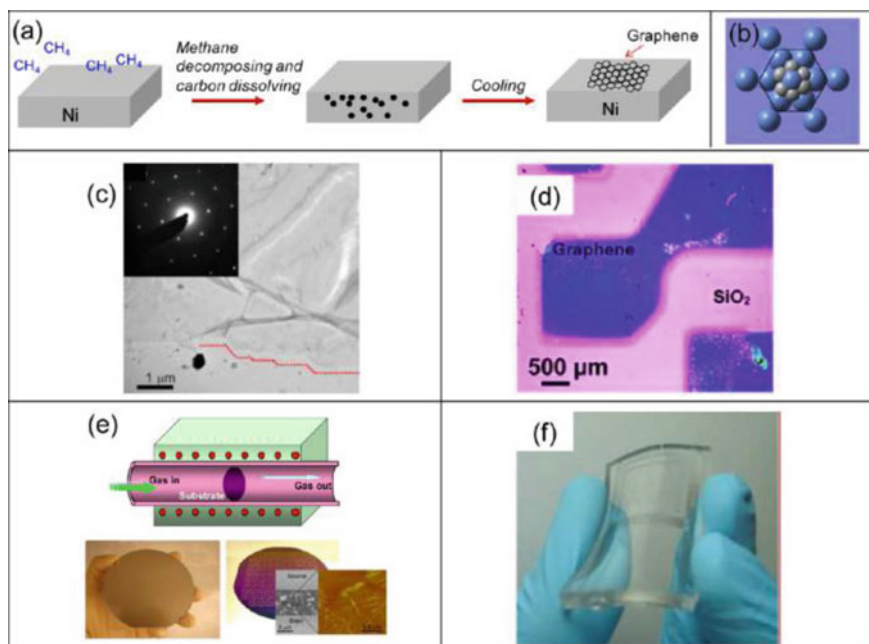 (a)
CH4
CH4
CH4
CH4
Ni
Methane
decomposing and
carbon dissolving
Cooling
Graphene
Ni
(b)
(c)
1 µm
(d)
Graphene
SiO2
500 µm
(e)
Gas in
Substrate
Gas out
Source
(f)